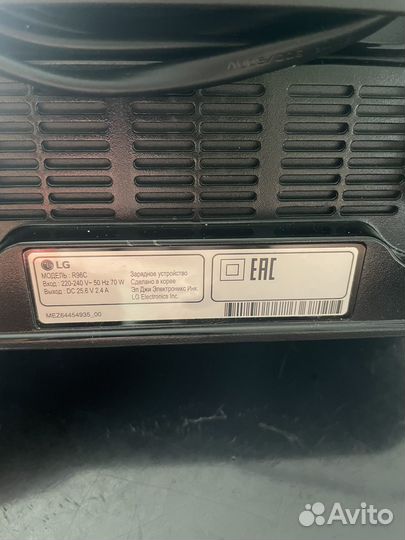 LG
МОДЕЛЬ : R96C
Вход : 220-240 V~ 50 Hz 70 W
Выход : DC 25,6 V 2,4 A
Зарядное устройство
Сделано в корее
Эл Джи Электроникс Инк.
LG Electronics Inc.
MEZ64454935_00
EAC
Avito